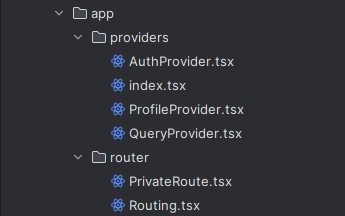 app
providers
AuthProvider.tsx
index.tsx
ProfileProvider.tsx
QueryProvider.tsx
router
PrivateRoute.tsx
Routing.tsx